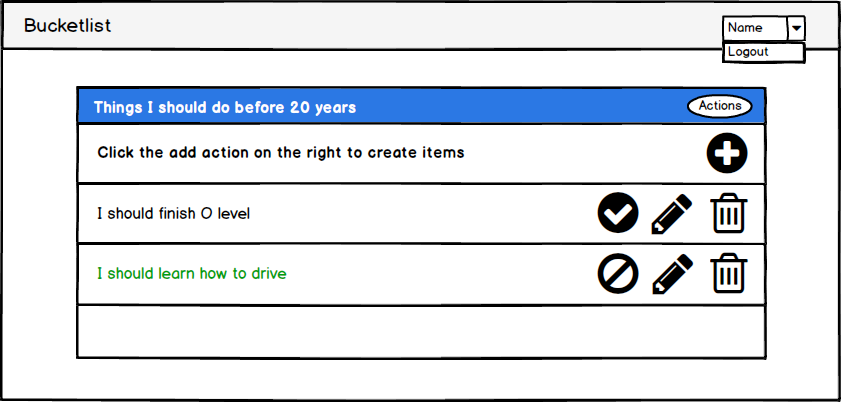 Bucketlist
Name
Logout
Things I should do before 20 years
Actions
Click the add action on the right to create items
I should finish O level
I should learn how to drive